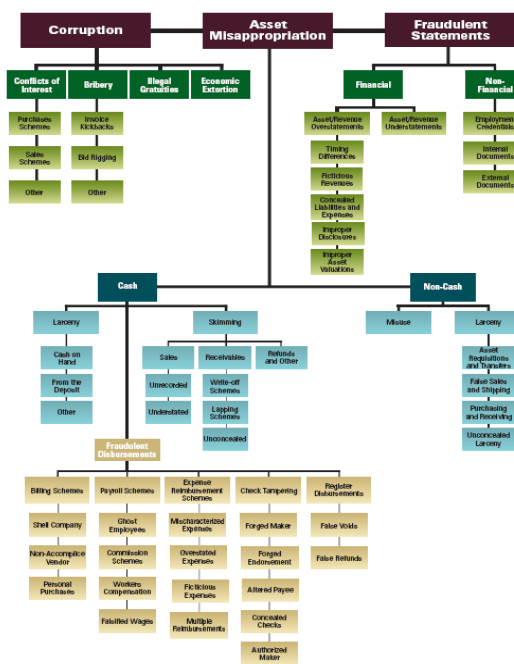 Corruption
Asset
Misappropriation
Fraudulent
Statements
Conflicts of
Interest
Bribery
Illegal
Gratuities
Economic
Extortion
Financial
Non-
Financial
Purchases
Schemes
Sales
Schemes
Other
Invoice
Kickbacks
Bid Rigging
Other
Asset/Revenue
Overstatements
Timing
Differences
Ficticious
Revenues
Concealed
Liabilities and
Expenses
Improper
Disclosures
Improper
Asset
Valuations
Asset/Revenue
Understatements
Employment
Credentials
Internal
Documents
External
Documents
Cash
Non-Cash
Larceny
Cash on
Hand
From the
Deposit
Other
Skimming
Sales
Unrecorded
Understated
Receivables
Write-off
Schemes
Lapping
Schemes
Unconcealed
Refunds
and Other
Misuse
Larceny
Asset
Requisitions
and Transfers
False Sales
and Shipping
Purchasing
and Receiving
Unconcealed
Larceny
Fraudulent
Disbursements
Billing Schemes
Shell Company
Non-Accomplice
Vendor
Personal
Purchases
Payroll Schemes
Ghost
Employees
Commission
Schemes
Workers
Compensation
Falsified Wages
Expense
Reimbursement
Schemes
Mischaracterized
Expenses
Overstated
Expenses
Ficticious
Expenses
Multiple
Reimbursements
Check Tampering
Forged Maker
Forged
Endorsement
Altered Payee
Concealed
Checks
Authorized
Maker
Register
Disbursements
False Voids
False Refunds